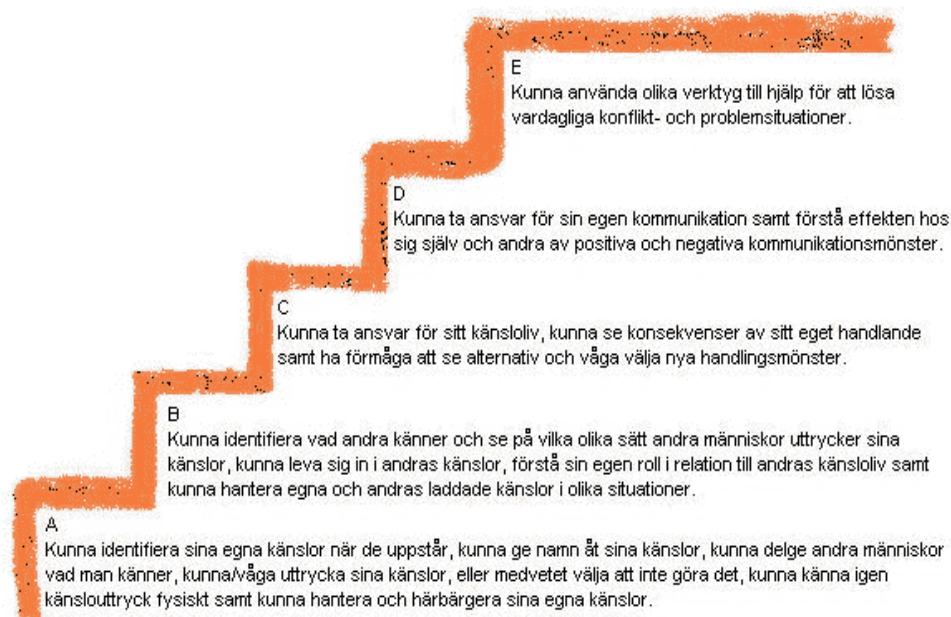 E
Kunna använda olika verktyg till hjälp för att lösa
vardagliga konflikt- och problemsituationer.
D
Kunna ta ansvar för sin egen kommunikation samt förstå effekten hos
sig själv och andra av positiva och negativa kommunikationsmönster.
C
Kunna ta ansvar för sitt känsloliv, kunna se konsekvenser av sitt eget handlande
samt ha förmåga att se alternativ och våga välja nya handlingsmönster.
B
Kunna identifiera vad andra känner och se på vilka olika sätt andra människor uttrycker sina
känslor, kunna leva sig in i andras känslor, förstå sin egen roll i relation till andras känsloliv samt
kunna hantera egna och andras laddade känslor i olika situationer.
A
Kunna identifiera sina egna känslor när de uppstår, kunna ge namn åt sina känslor, kunna delge andra människor
vad man känner, kunna/våga uttrycka sina känslor, eller medvetet välja att inte göra det, kunna känna igen
känslouttryck fysiskt samt kunna hantera och härbärgera sina egna känslor.